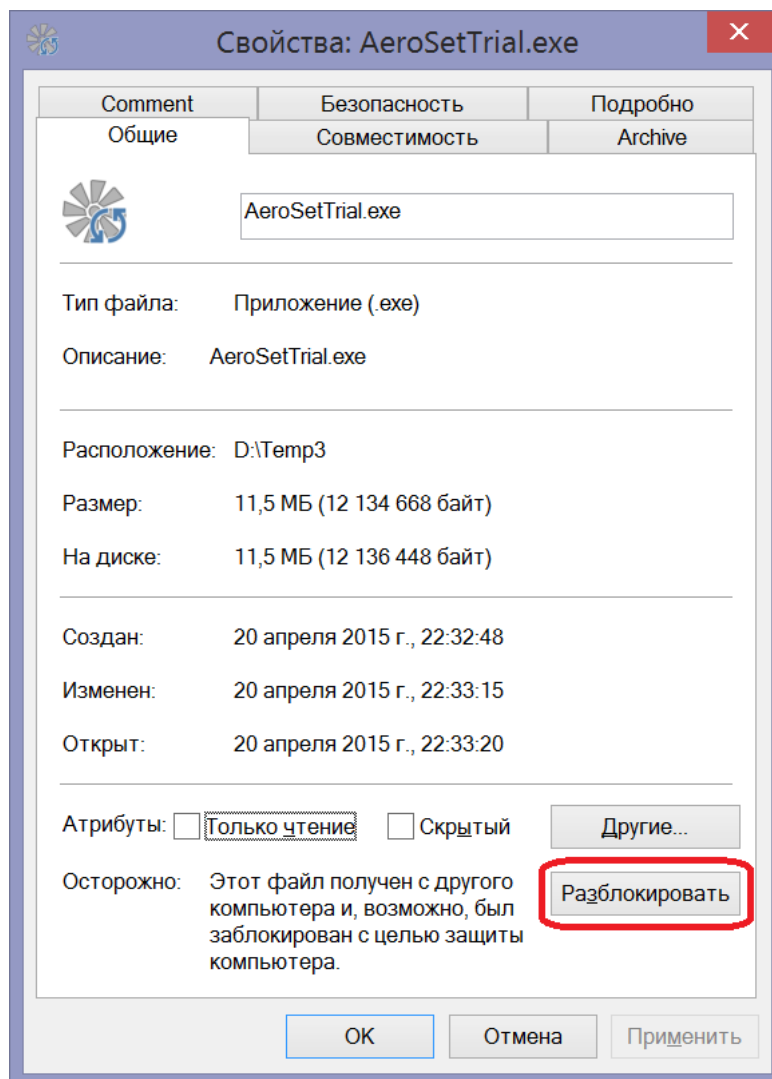 Свойства: AeroSetTrial.exe
Comment Безопасность Подробно
Общие Совместимость Archive
AeroSetTrial.exe
Тип файла: Приложение (.exe)
Описание: AeroSetTrial.exe
Расположение: D:\Temp3
Размер: 11,5 МБ (12 134 668 байт)
На диске: 11,5 МБ (12 136 448 байт)
Создан: 20 апреля 2015 г., 22:32:48
Изменен: 20 апреля 2015 г., 22:33:15
Открыт: 20 апреля 2015 г., 22:33:20
Атрибуты: Только чтение Скрытый Другие...
Осторожно: Этот файл получен с другого Разблокировать
компьютера и, возможно, был
заблокирован с целью защиты
компьютера.
OK Отмена Применить